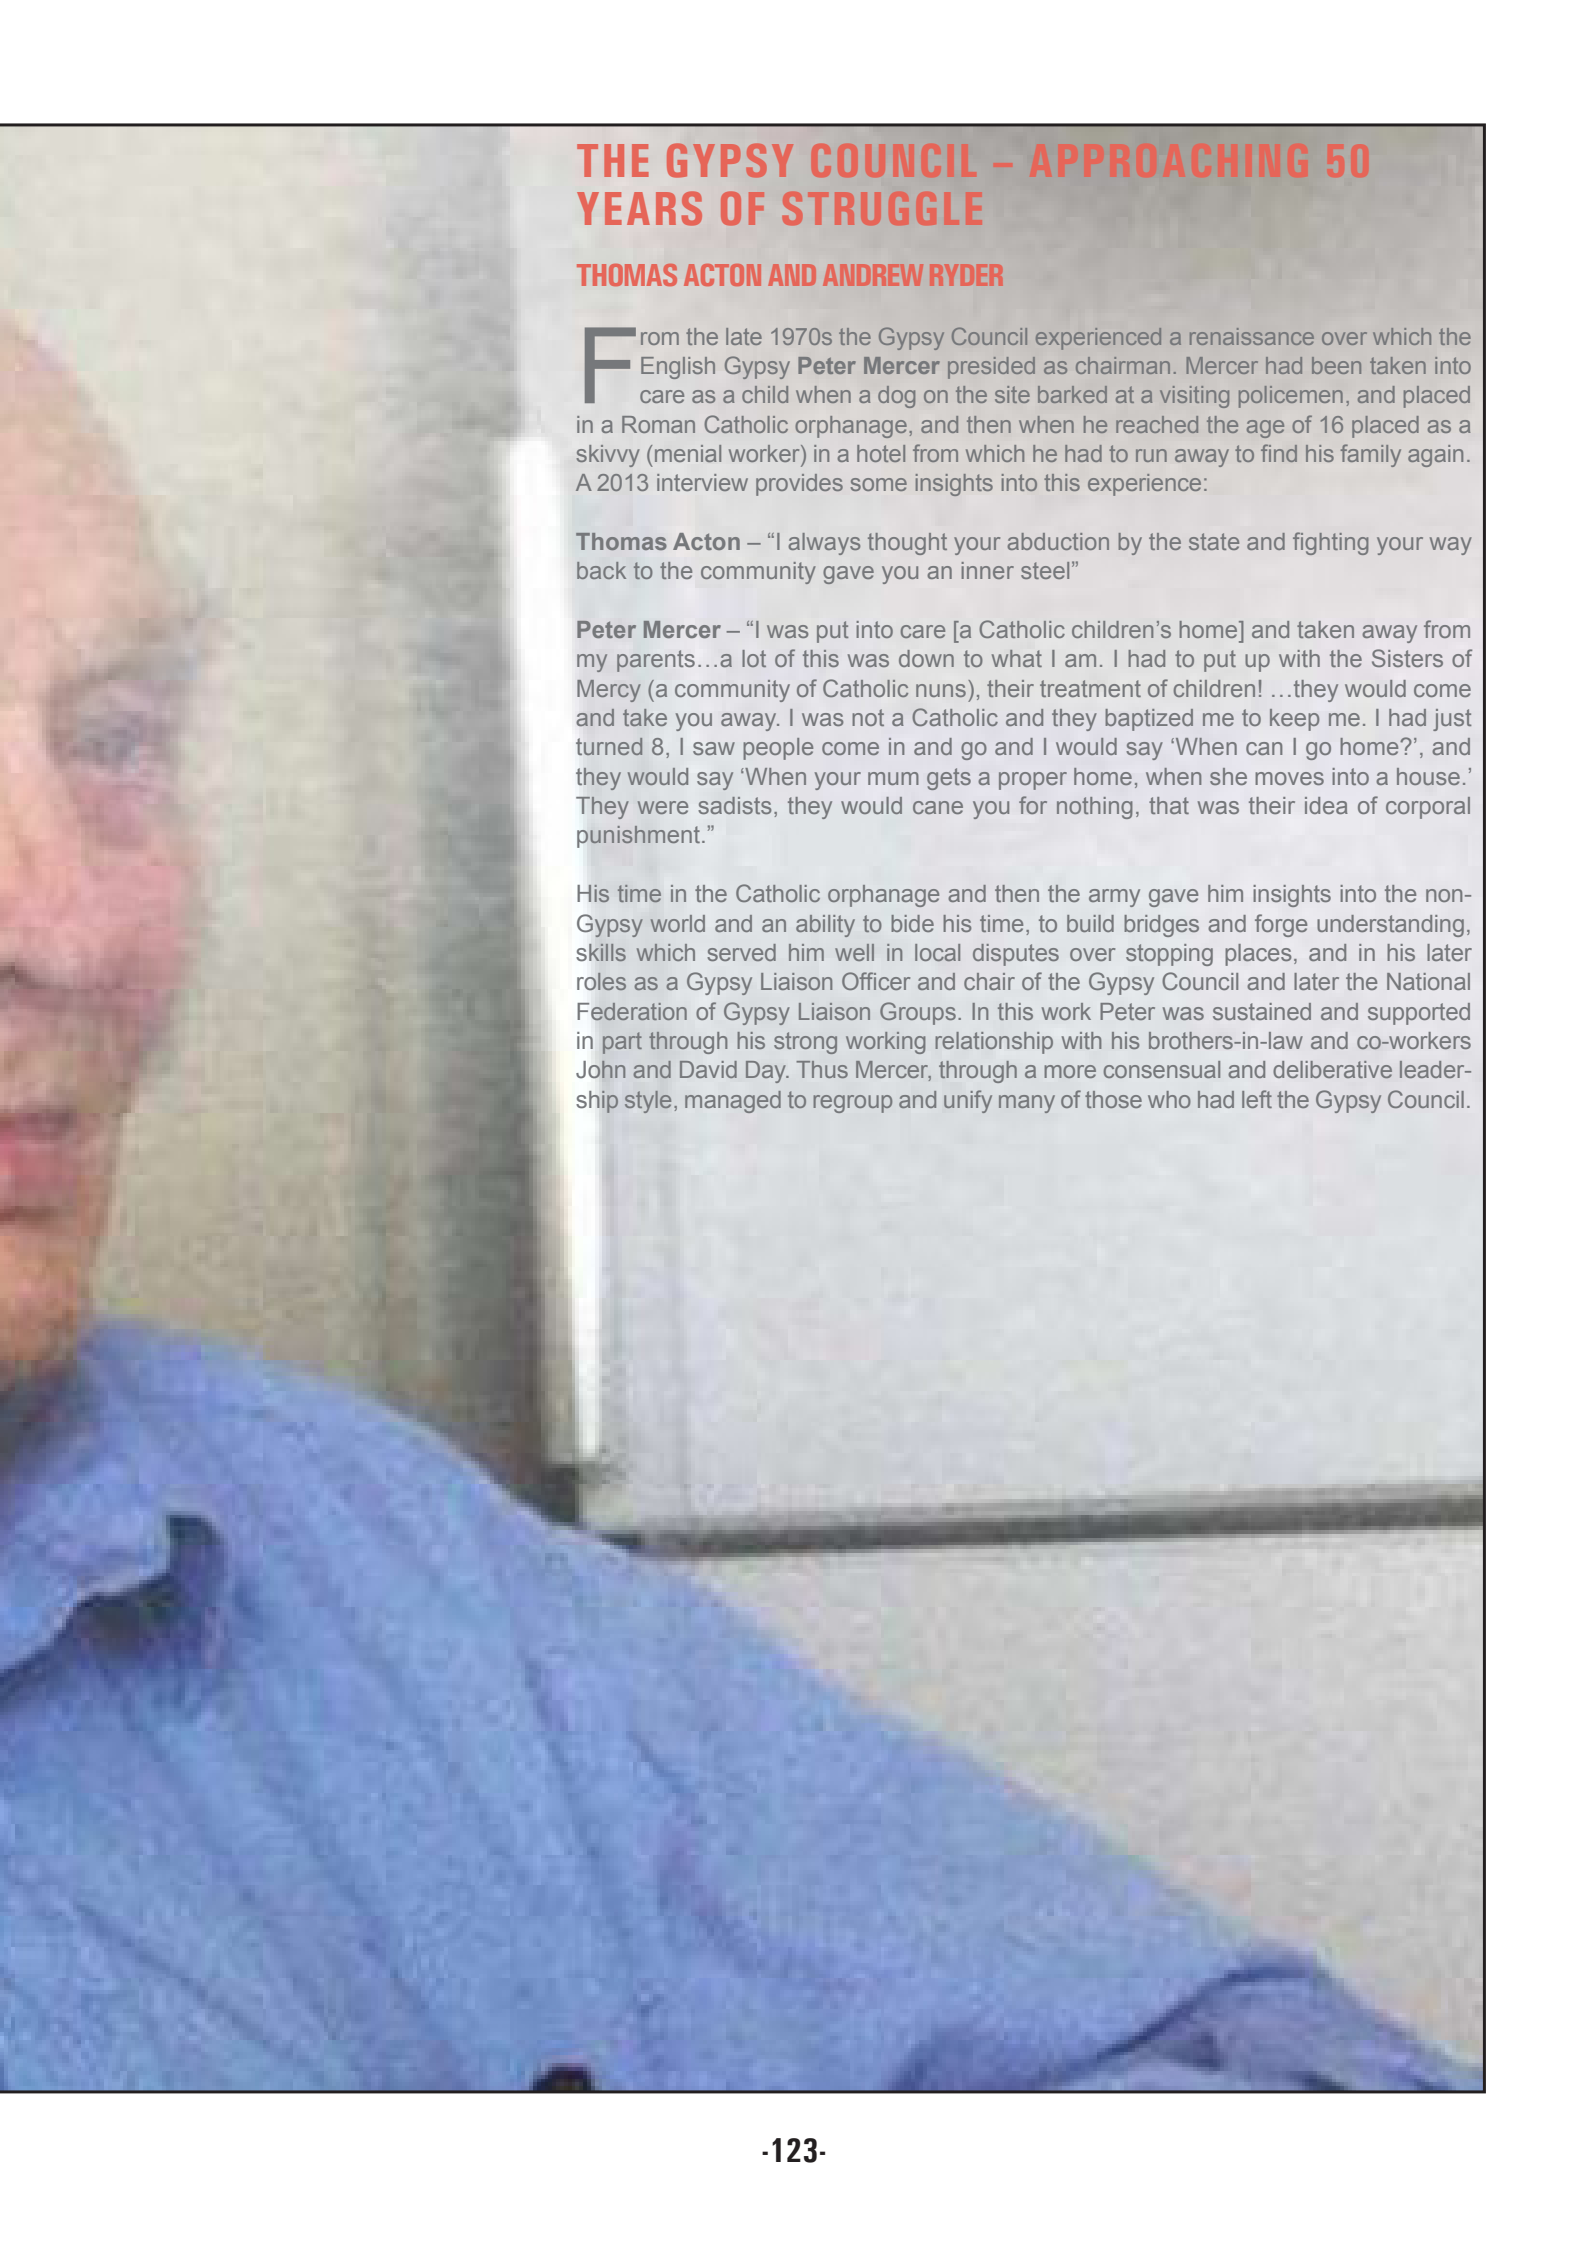 THE GYPSY COUNCIL – APPROACHING 50
YEARS OF STRUGGLE
THOMAS ACTON AND ANDREW RYDER
From the late 1970s the Gypsy Council experienced a renaissance over which the
English Gypsy Peter Mercer presided as chairman. Mercer had been taken into
care as a child when a dog on the site barked at a visiting policemen, and placed
in a Roman Catholic orphanage, and then when he reached the age of 16 placed as a
skivvy (menial worker) in a hotel from which he had to run away to find his family again.
A 2013 interview provides some insights into this experience:
Thomas Acton – “I always thought your abduction by the state and fighting your way
back to the community gave you an inner steel”
Peter Mercer – “I was put into care [a Catholic children’s home] and taken away from
my parents…a lot of this was down to what I am. I had to put up with the Sisters of
Mercy (a community of Catholic nuns), their treatment of children! …they would come
and take you away. I was not a Catholic and they baptized me to keep me. I had just
turned 8, I saw people come in and go and I would say ‘When can I go home?’, and
they would say ‘When your mum gets a proper home, when she moves into a house.’
They were sadists, they would cane you for nothing, that was their idea of corporal
punishment.”
His time in the Catholic orphanage and then the army gave him insights into the non-
Gypsy world and an ability to bide his time, to build bridges and forge understanding,
skills which served him well in local disputes over stopping places, and in his later
roles as a Gypsy Liaison Officer and chair of the Gypsy Council and later the National
Federation of Gypsy Liaison Groups. In this work Peter was sustained and supported
in part through his strong working relationship with his brothers-in-law and co-workers
John and David Day. Thus Mercer, through a more consensual and deliberative leader-
ship style, managed to regroup and unify many of those who had left the Gypsy Council.
-123-